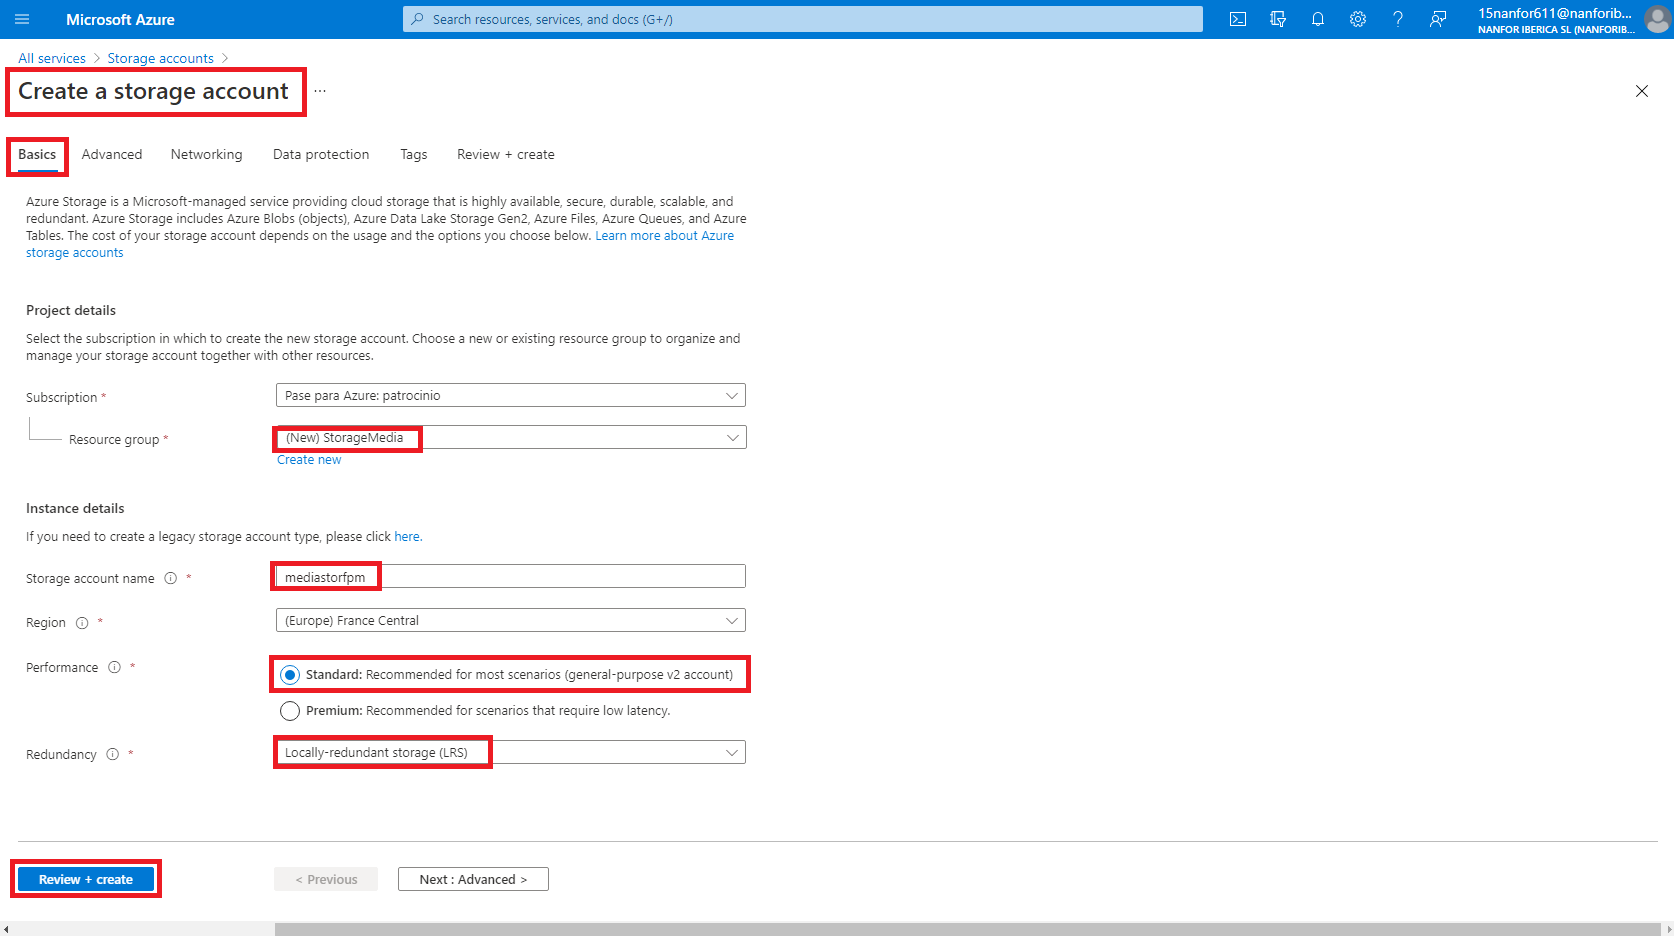 Microsoft Azure
Search resources, services, and docs (G+/)
15nanfor611@nanforib...
NANFOR IBERICA SL (NANFORIB...
All services > Storage accounts >
Create a storage account ...
Basics Advanced Networking Data protection Tags Review + create
Azure Storage is a Microsoft-managed service providing cloud storage that is highly available, secure, durable, scalable, and
redundant. Azure Storage includes Azure Blobs (objects), Azure Data Lake Storage Gen2, Azure Files, Azure Queues, and Azure
Tables. The cost of your storage account depends on the usage and the options you choose below. Learn more about Azure
storage accounts
Project details
Select the subscription in which to create the new storage account. Choose a new or existing resource group to organize and
manage your storage account together with other resources.
Subscription * Pase para Azure: patrocinio
Resource group * (New) StorageMedia
Create new
Instance details
If you need to create a legacy storage account type, please click here.
Storage account name * mediastorfpm
Region * (Europe) France Central
Performance * Standard: Recommended for most scenarios (general-purpose v2 account)
Premium: Recommended for scenarios that require low latency.
Redundancy * Locally-redundant storage (LRS)
Review + create < Previous Next : Advanced >